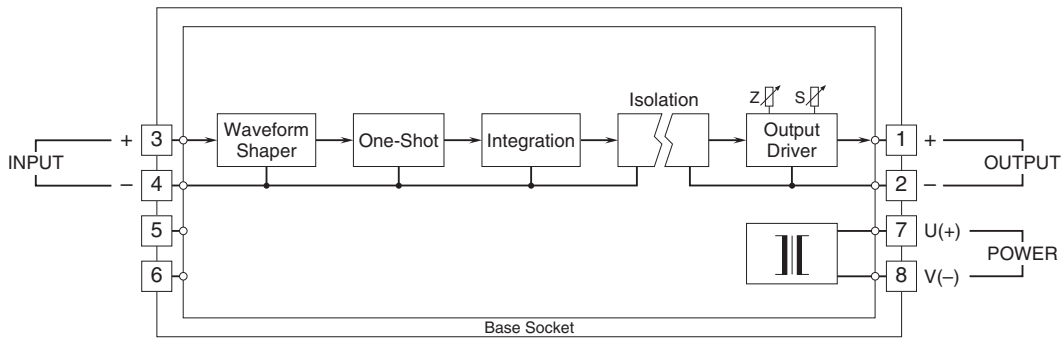 Isolation
Z
S
+
3
Waveform
Shaper
One-Shot
Integration
Output
Driver
1
+
INPUT
OUTPUT
–
4
2
–
5
7
U(+)
POWER
6
8
V(–)
Base Socket